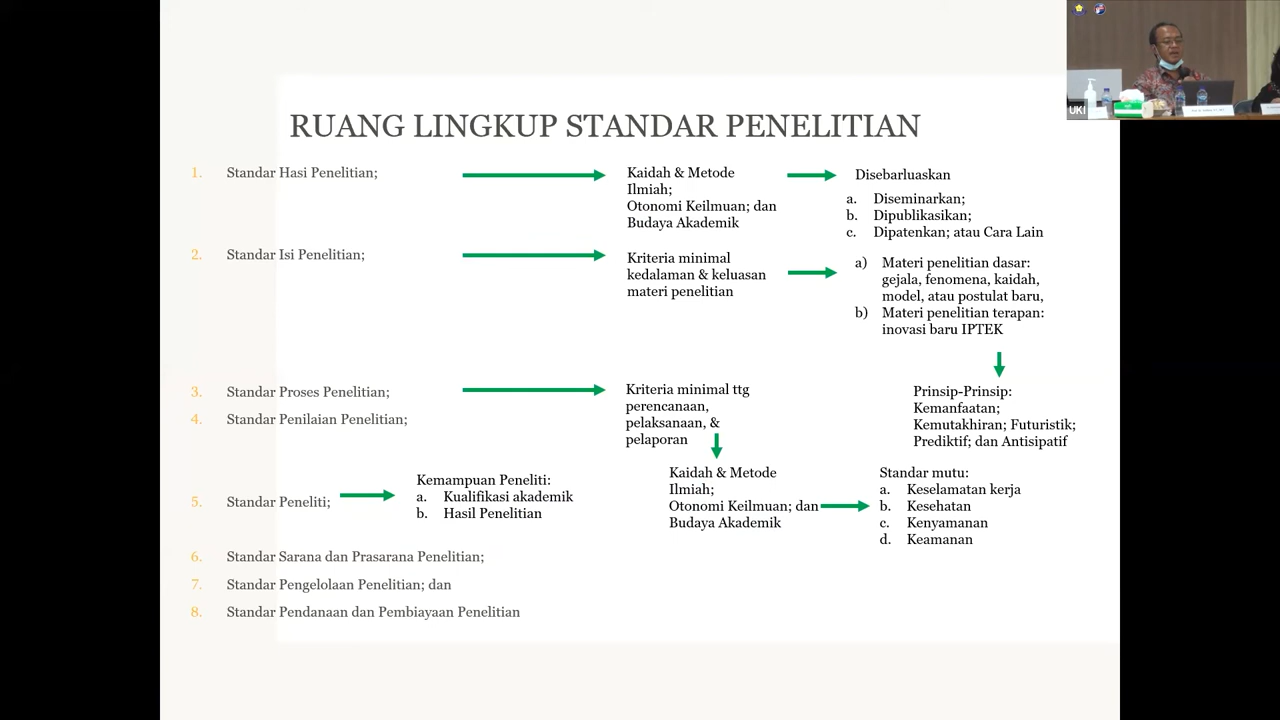 RUANG LINGKUP STANDAR PENELITIAN
1. Standar Hasi Penelitian;
Kaidah & Metode
Ilmiah;
Otonomi Keilmuan; dan
Budaya Akademik
Disebarluaskan
a. Diseminarkan;
b. Dipublikasikan;
c. Dipatenkan; atau Cara Lain
2. Standar Isi Penelitian;
Kriteria minimal
kedalaman & keluasan
materi penelitian
a) Materi penelitian dasar:
gejala, fenomena, kaidah,
model, atau postulat baru,
b) Materi penelitian terapan:
inovasi baru IPTEK
3. Standar Proses Penelitian;
Kriteria minimal ttg
perencanaan,
pelaksanaan, &
pelaporan
Prinsip-Prinsip:
Kemanfaatan;
Kemutakhiran; Futuristik;
Prediktif; dan Antisipatif
4. Standar Penilaian Penelitian;
Kaidah & Metode
Ilmiah;
Otonomi Keilmuan; dan
Budaya Akademik
Standar mutu:
a. Keselamatan kerja
b. Kesehatan
c. Kenyamanan
d. Keamanan
5. Standar Peneliti;
Kemampuan Peneliti:
a. Kualifikasi akademik
b. Hasil Penelitian
6. Standar Sarana dan Prasarana Penelitian;
7. Standar Pengelolaan Penelitian; dan
8. Standar Pendanaan dan Pembiayaan Penelitian
UKI